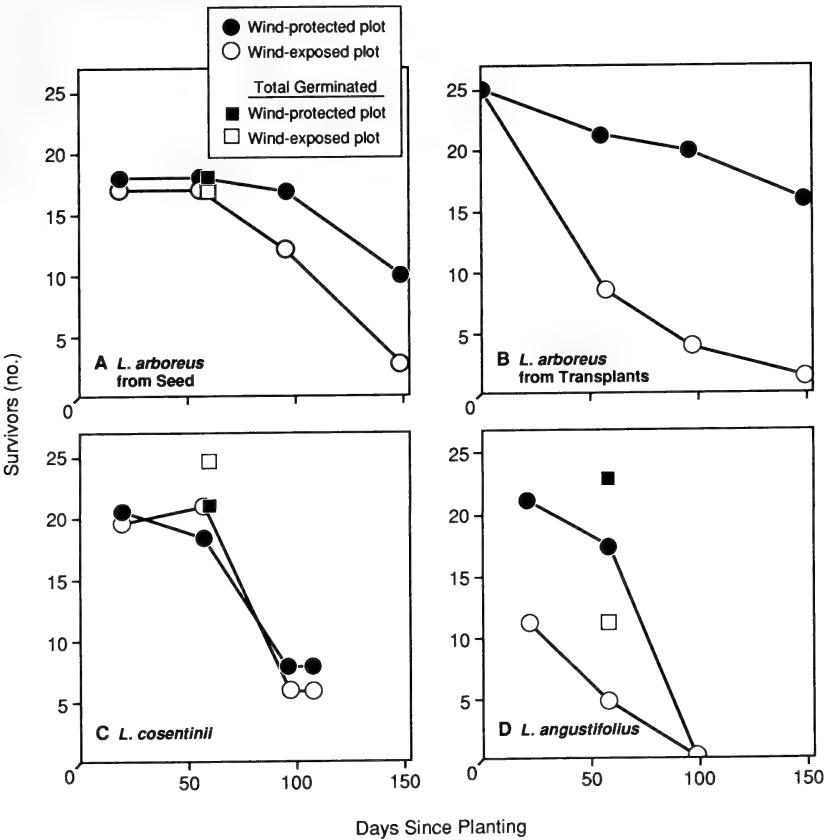 Wind-protected plot
Wind-exposed plot
Total Germinated
Wind-protected plot
Wind-exposed plot
Survivors (no.)
25
20
15
10
5
0
A L. arboreus
from Seed
25
20
15
10
5
0
B L. arboreus
from Transplants
25
20
15
10
5
0
50
100
150
C L. cosentinii
25
20
15
10
5
0
50
100
150
D L. angustifolius
Days Since Planting